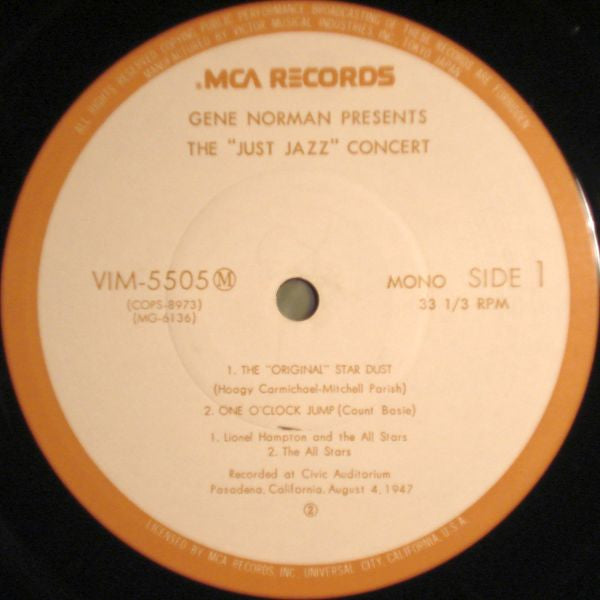 ALL RIGHTS RESERVED. COPYING, PUBLIC PERFORMANCE, BROADCASTING OF THESE RECORDS ARE FORBIDDEN
MANUFACTURED BY VICTOR MUSICAL INDUSTRIES, INC. TOKYO, JAPAN.
.MCA RECORDS
GENE NORMAN PRESENTS
THE "JUST JAZZ" CONCERT
VIM-5505 Ⓜ
(COPS-8973)
(MG-6136)
MONO SIDE 1
33 1/3 RPM
1. THE "ORIGINAL" STAR DUST
(Hoagy Carmichael-Mitchell Parish)
2. ONE O'CLOCK JUMP (Count Basie)
1. Lionel Hampton and the All Stars
2. The All Stars
Recorded at Civic Auditorium
Pasadena, California, August 4, 1947
②
LICENSED BY MCA RECORDS, INC., UNIVERSAL CITY, CALIFORNIA, U.S.A.